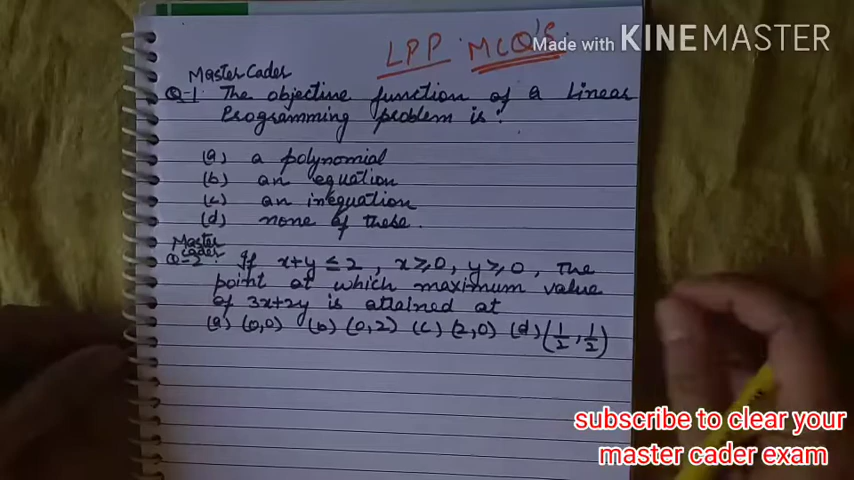 LPP MCQ's.
Made with KINEMASTER
Master Cader
Q-1 The objective function of a Linear
Programming problem is:
(a) a polynomial
(b) an equation
(c) an inequation
(d) none of these.
Master
Cader
Q-2. If x+y ≤ 2, x≥0, y≥0, the
point at which maximum value
of 3x+2y is attained at
(a) (0,0) (b) (0,2) (c) (2,0) (d) (1/2, 1/2)
subscribe to clear your
master cader exam